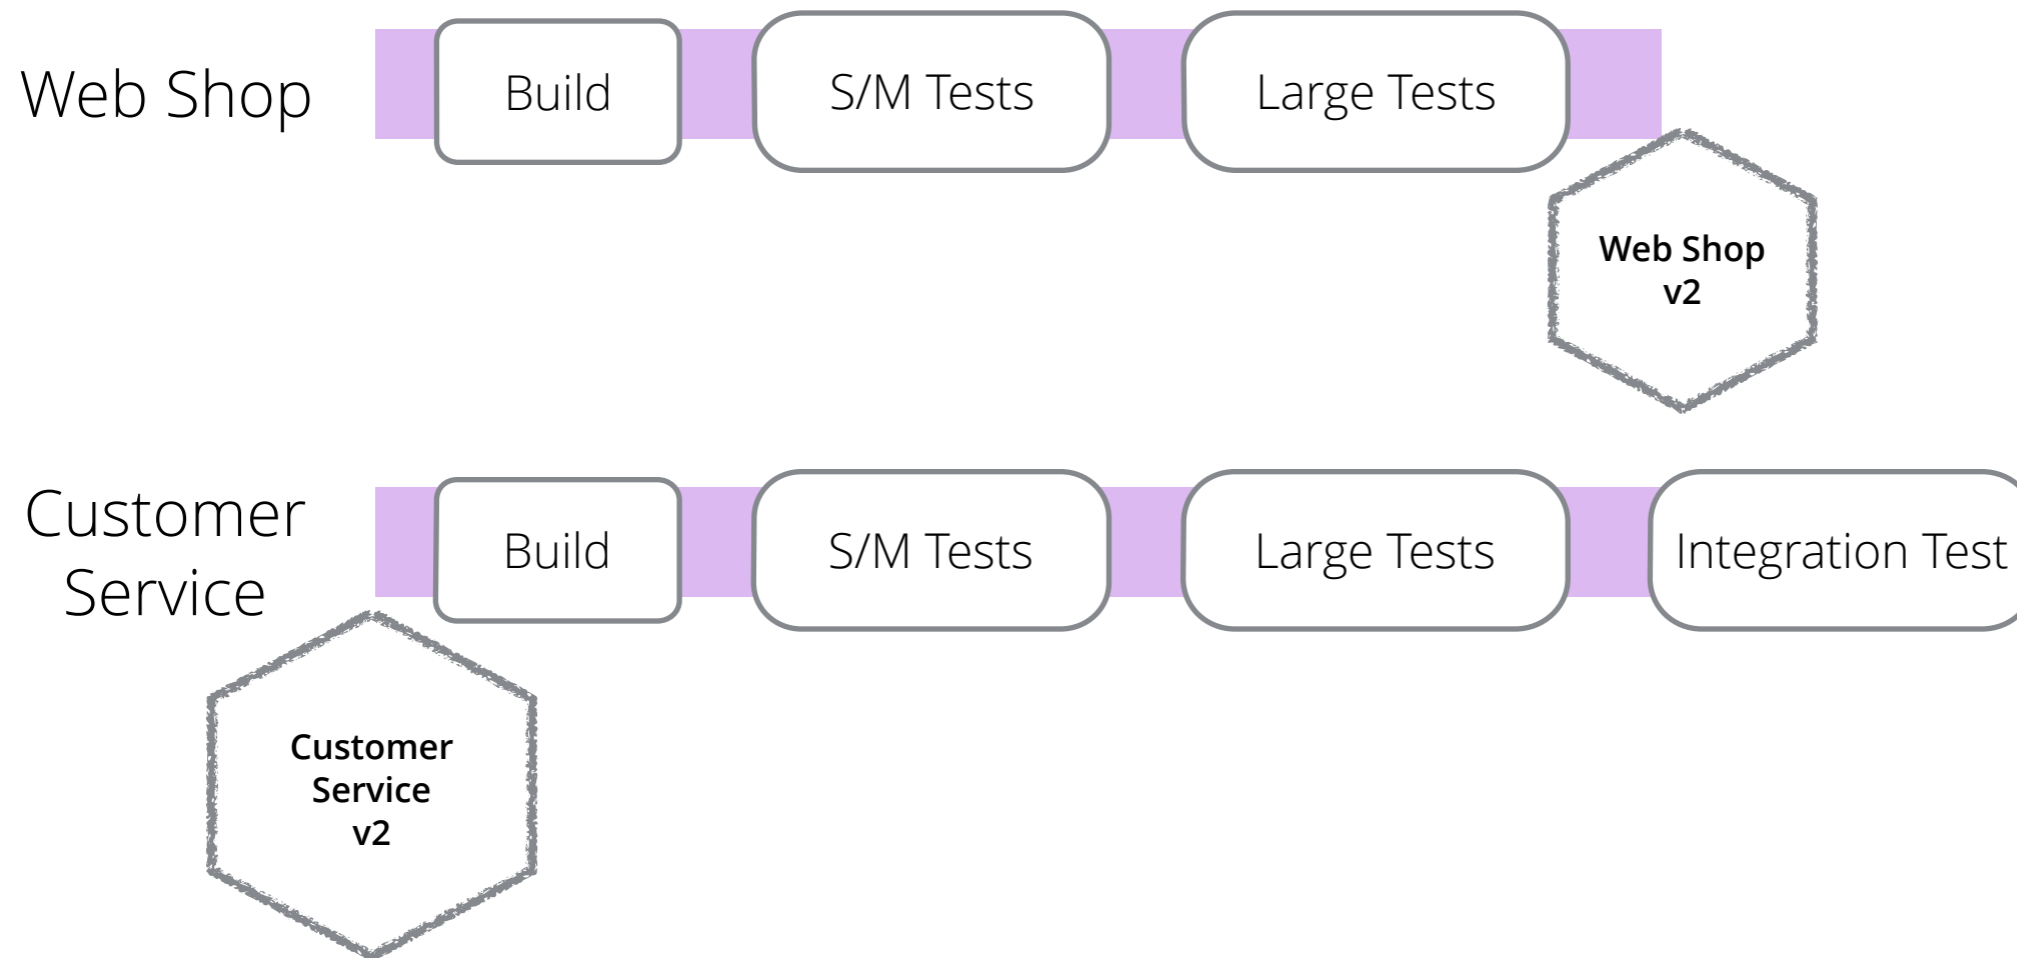 Web Shop
Build
S/M Tests
Large Tests
Web Shop
v2
Customer
Service
Build
S/M Tests
Large Tests
Integration Test
Customer
Service
v2